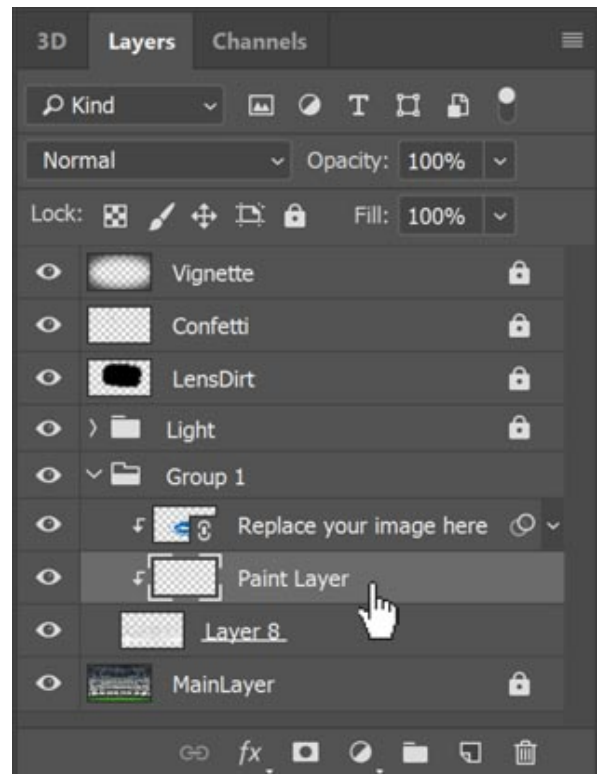 3D Layers Channels
Kind T
Normal Opacity: 100%
Lock: Fill: 100%
Vignette
Confetti
LensDirt
Light
Group 1
Replace your image here
Paint Layer
Layer 8
MainLayer
fx